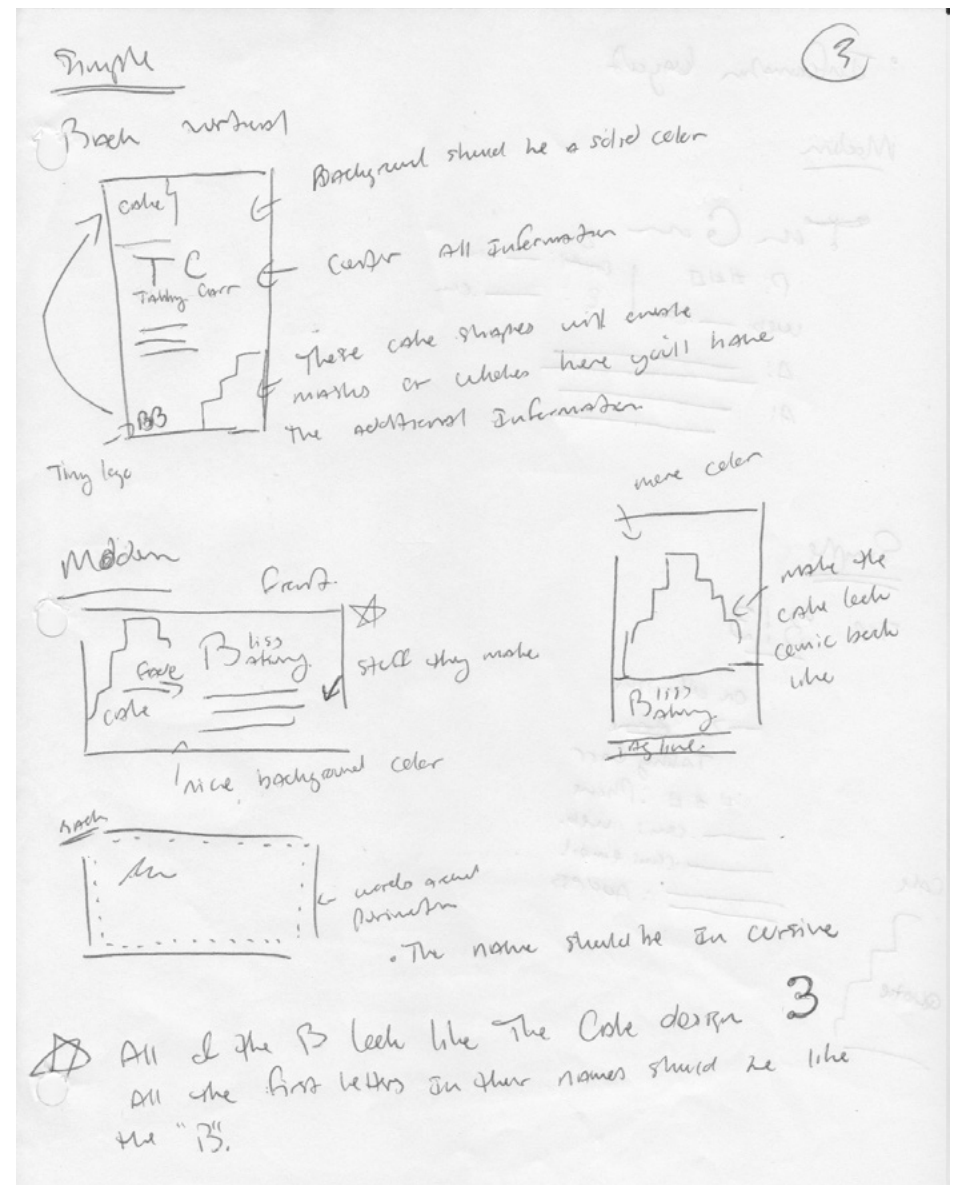 3
Simple
Back vertical
Background should be a solid color
Cake
Center All Information
T C
Tabby Carr
These cake shapes will create
masks or whites here you'll have
the additional Information
BB
Tiny logo
more color
Modern
Front
make the
cake look
comic book
like
Bliss
Baking
Stuff they make
Fade
Cake
Bliss
Baking
Tag line
nice background color
back
words around
Perimeter
. The name should be In cursive
3
All of the B look like The Cake design
All the first letters In their names should be like
the "B".